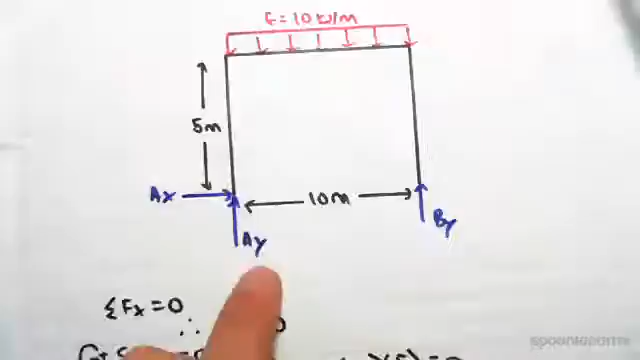 F = 10 kN/m
5m
Ax
10m
By
Ay
ΣFx = 0
∴